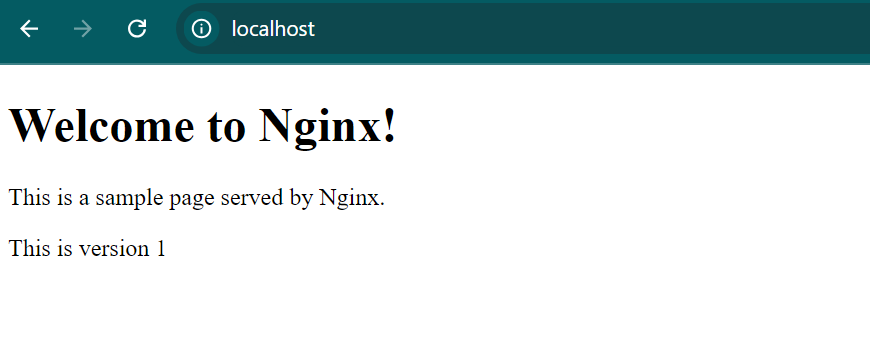 localhost
Welcome to Nginx!
This is a sample page served by Nginx.
This is version 1